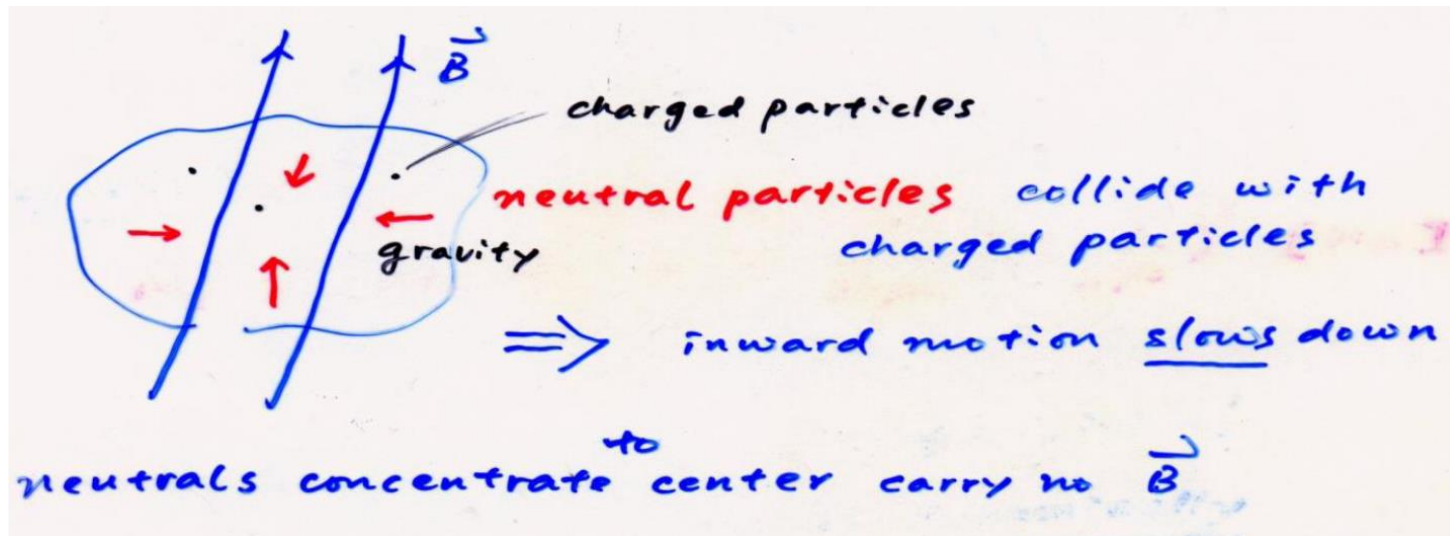 B
charged particles
neutral particles collide with
charged particles
gravity
⇒ inward motion slows down
neutrals concentrate to center carry no B